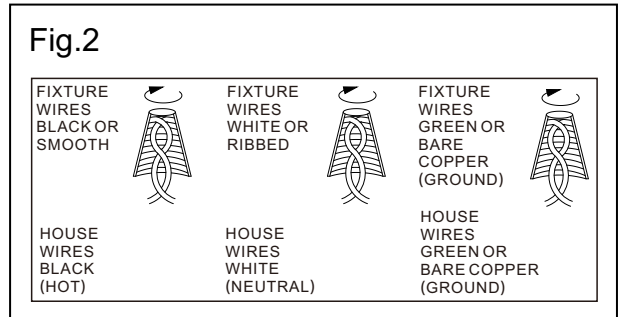 Fig.2
FIXTURE
WIRES
BLACK OR
SMOOTH
HOUSE
WIRES
BLACK
(HOT)
FIXTURE
WIRES
WHITE OR
RIBBED
HOUSE
WIRES
WHITE
(NEUTRAL)
FIXTURE
WIRES
GREEN OR
BARE
COPPER
(GROUND)
HOUSE
WIRES
GREEN OR
BARE COPPER
(GROUND)